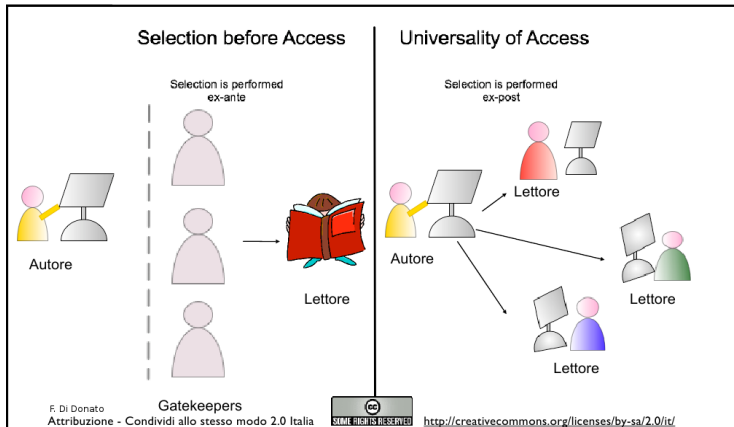 Selection before Access
Selection is performed
ex-ante
Autore
Lettore
Gatekeepers
Universality of Access
Selection is performed
ex-post
Autore
Lettore
Lettore
Lettore
F. Di Donato
Attribuzione - Condividi allo stesso modo 2.0 Italia
cc
SOME RIGHTS RESERVED
http://creativecommons.org/licenses/by-sa/2.0/it/